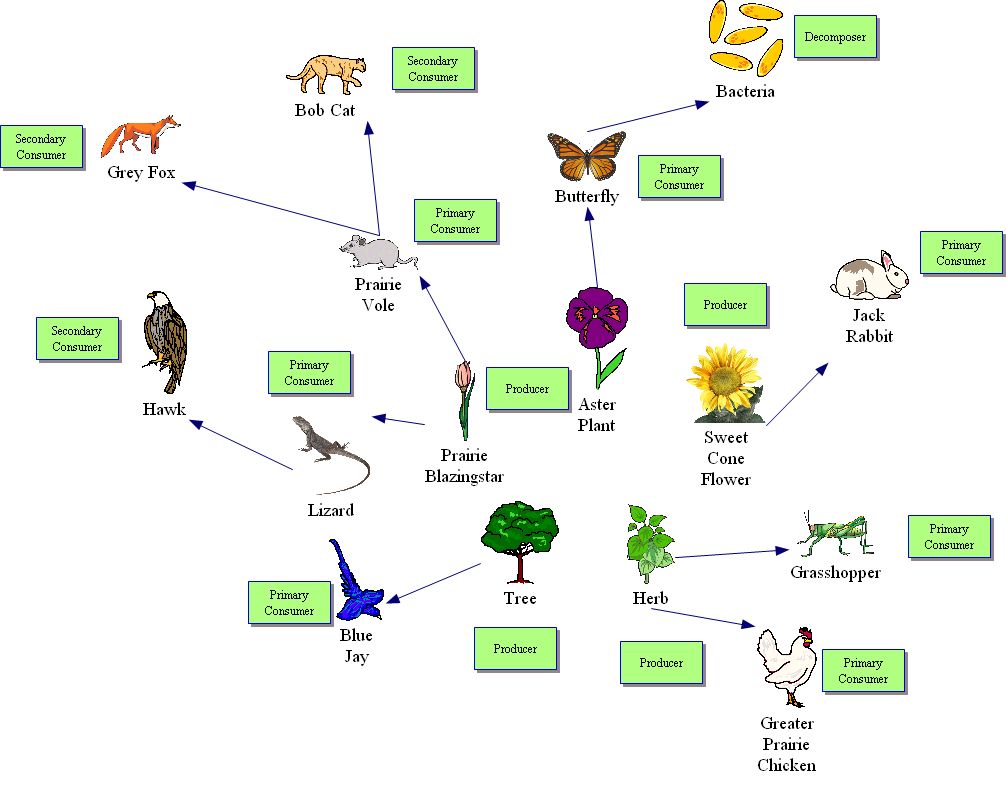 Decomposer
Bacteria
Secondary
Consumer
Bob Cat
Secondary
Consumer
Grey Fox
Butterfly
Primary
Consumer
Primary
Consumer
Prairie
Vole
Primary
Consumer
Jack
Rabbit
Producer
Secondary
Consumer
Hawk
Primary
Consumer
Lizard
Producer
Prairie
Blazingstar
Aster
Plant
Sweet
Cone
Flower
Tree
Producer
Herb
Producer
Grasshopper
Primary
Consumer
Primary
Consumer
Blue
Jay
Primary
Consumer
Greater
Prairie
Chicken